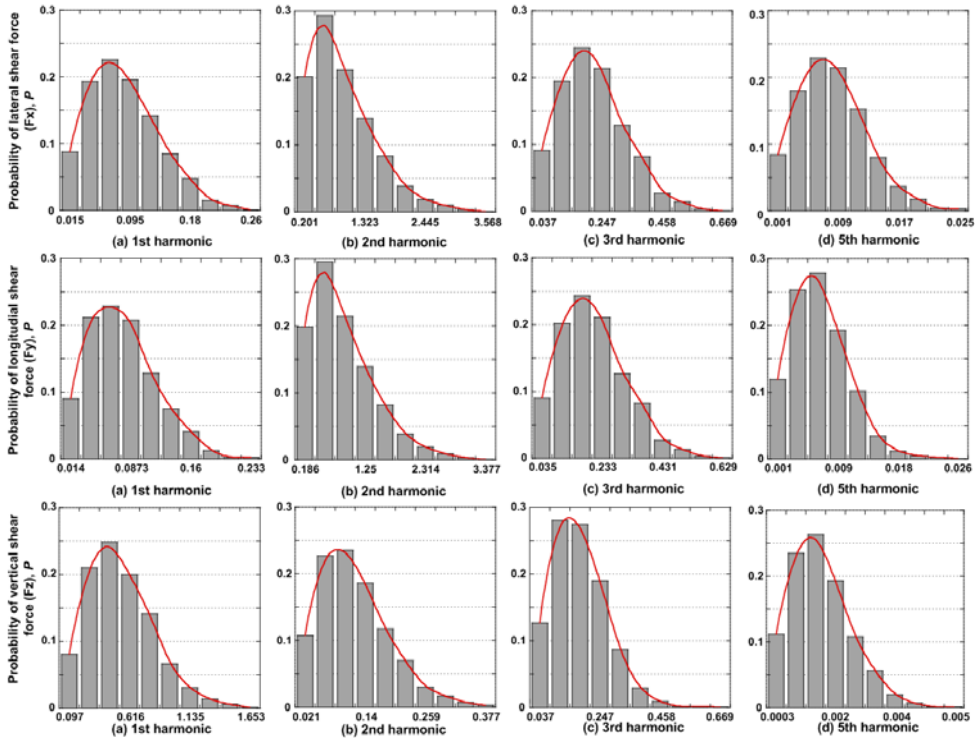 Probability of lateral shear force
(Fx), P
0.3
0.2
0.1
0
0.015 0.095 0.18 0.26
(a) 1st harmonic
0.3
0.2
0.1
0
0.201 1.323 2.445 3.568
(b) 2nd harmonic
0.3
0.2
0.1
0
0.037 0.247 0.458 0.669
(c) 3rd harmonic
0.3
0.2
0.1
0
0.001 0.009 0.017 0.025
(d) 5th harmonic
Probability of longitudial shear
force (Fy), P
0.3
0.2
0.1
0
0.014 0.0873 0.16 0.233
(a) 1st harmonic
0.3
0.2
0.1
0
0.186 1.25 2.314 3.377
(b) 2nd harmonic
0.3
0.2
0.1
0
0.035 0.233 0.431 0.629
(c) 3rd harmonic
0.3
0.2
0.1
0
0.001 0.009 0.018 0.026
(d) 5th harmonic
Probability of vertical shear
force (Fz), P
0.3
0.2
0.1
0
0.097 0.616 1.135 1.653
(a) 1st harmonic
0.3
0.2
0.1
0
0.021 0.14 0.259 0.377
(b) 2nd harmonic
0.3
0.2
0.1
0
0.037 0.247 0.458 0.669
(c) 3rd harmonic
0.3
0.2
0.1
0
0.0003 0.002 0.004 0.005
(d) 5th harmonic